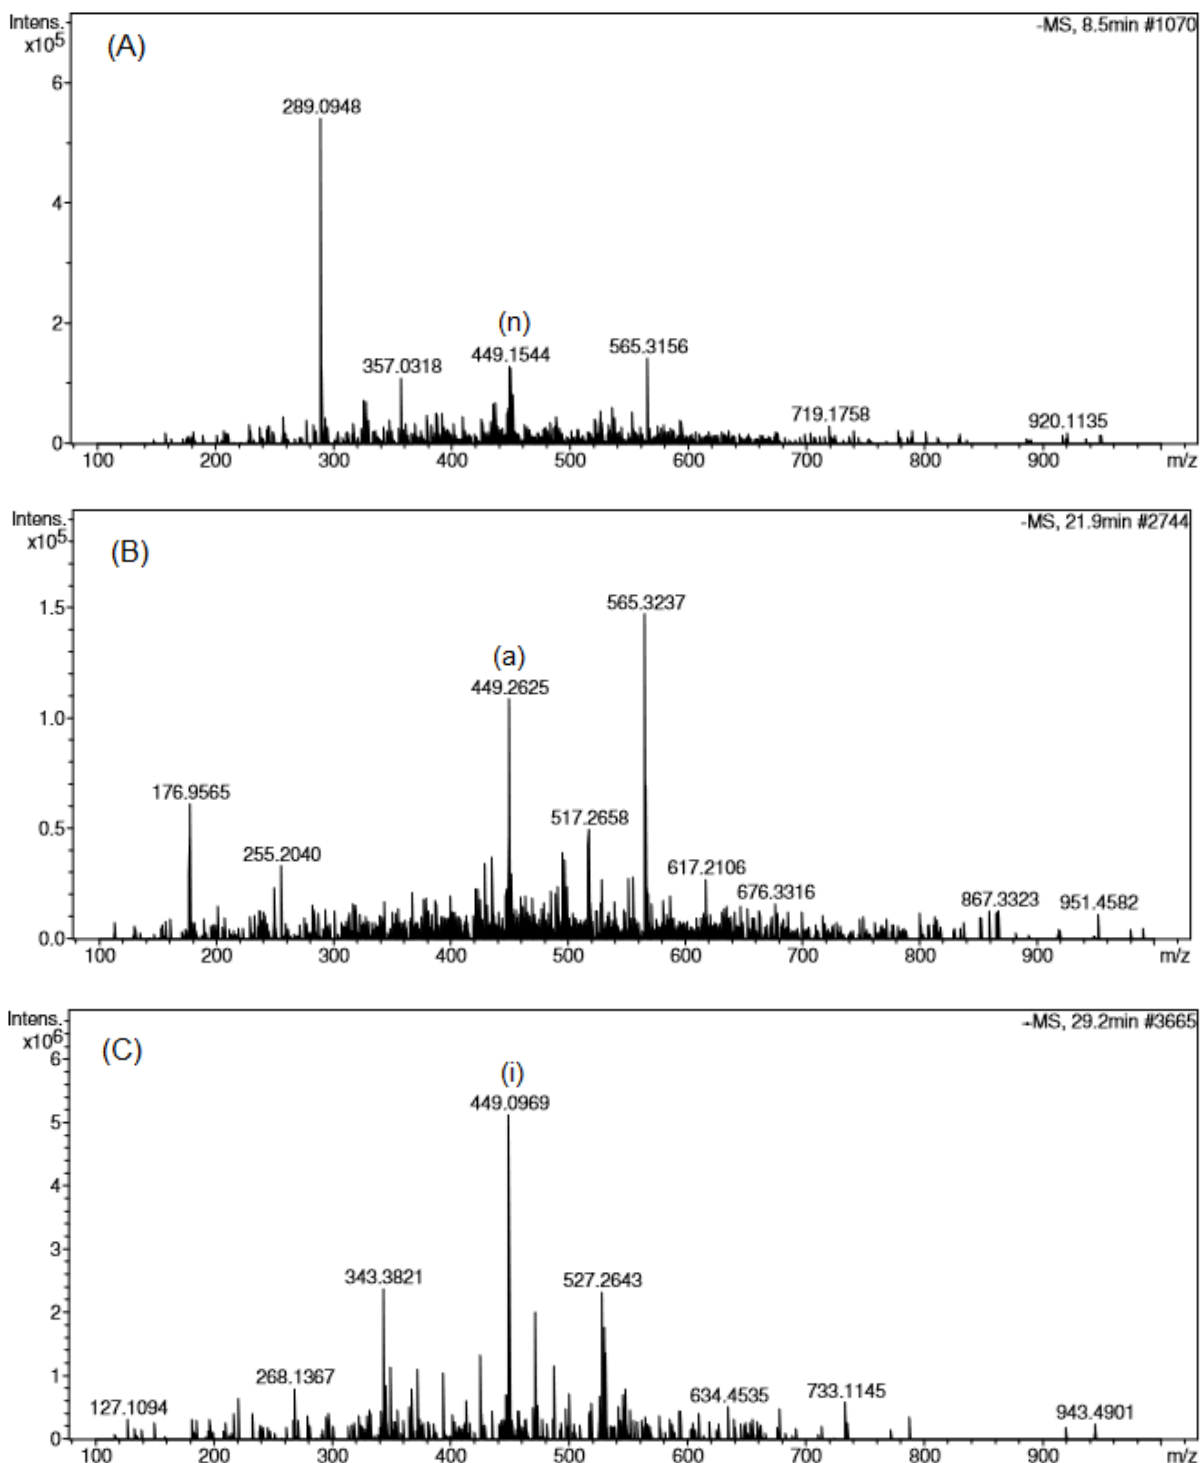 Intens.
x10^5
(A)
-MS, 8.5min #1070
6
289.0948
4
(n)
2
357.0318
449.1544
565.3156
719.1758
920.1135
0
100 200 300 400 500 600 700 800 900 m/z
Intens.
x10^5
(B)
-MS, 21.9min #2744
1.5
565.3237
(a)
449.2625
1.0
176.9565
0.5
517.2658
255.2040
617.2106
676.3316
867.3323
951.4582
0.0
100 200 300 400 500 600 700 800 900 m/z
Intens.
x10^6
(C)
-MS, 29.2min #3665
6
(i)
449.0969
5
4
3
343.3821
527.2643
2
1
268.1367
127.1094
634.4535
733.1145
943.4901
0
100 200 300 400 500 600 700 800 900 m/z